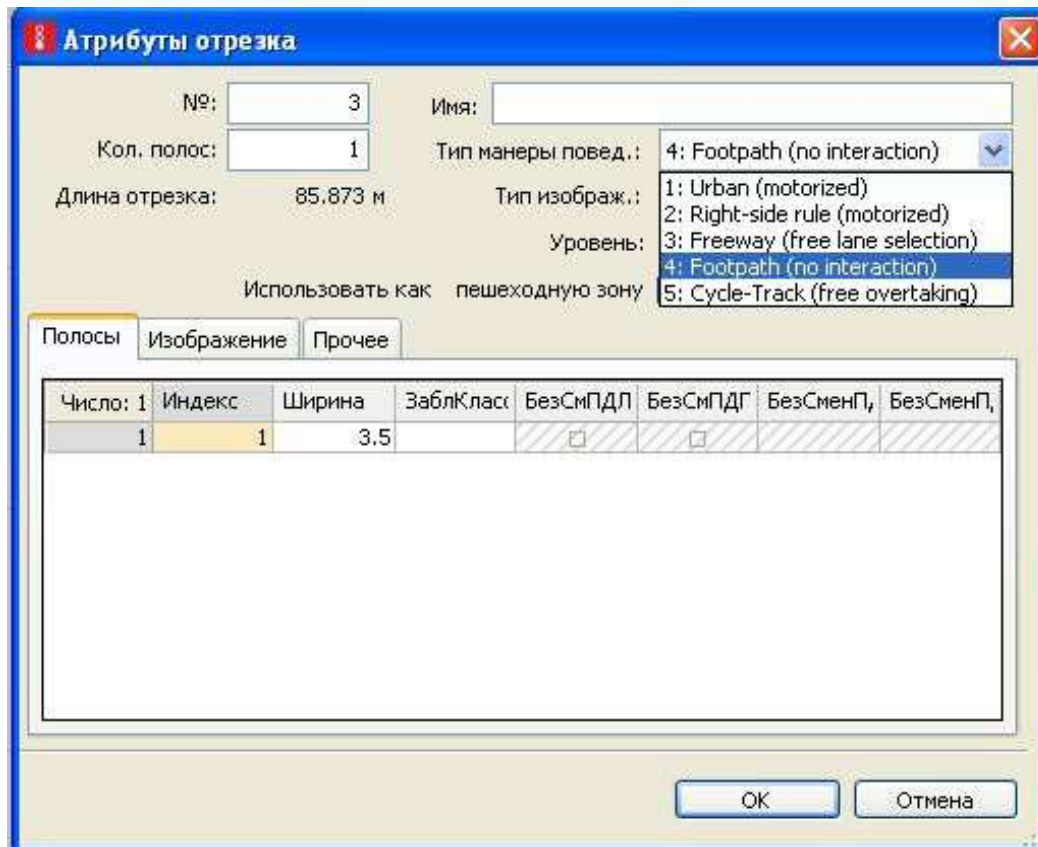 Атрибуты отрезка
№: 3 Имя:
Кол. полос: 1 Тип манеры повед.: 4: Footpath (no interaction)
Длина отрезка: 85.873 м Тип изображ.: 1: Urban (motorized)
2: Right-side rule (motorized)
Уровень: 3: Freeway (free lane selection)
4: Footpath (no interaction)
Использовать как пешеходную зону 5: Cycle-Track (free overtaking)
Полосы Изображение Прочее
Число: 1 Индекс Ширина ЗаблКласс БезСмПДЛ БезСмПДГ БезСменП, БезСменП,
1 1 3.5
OK Отмена